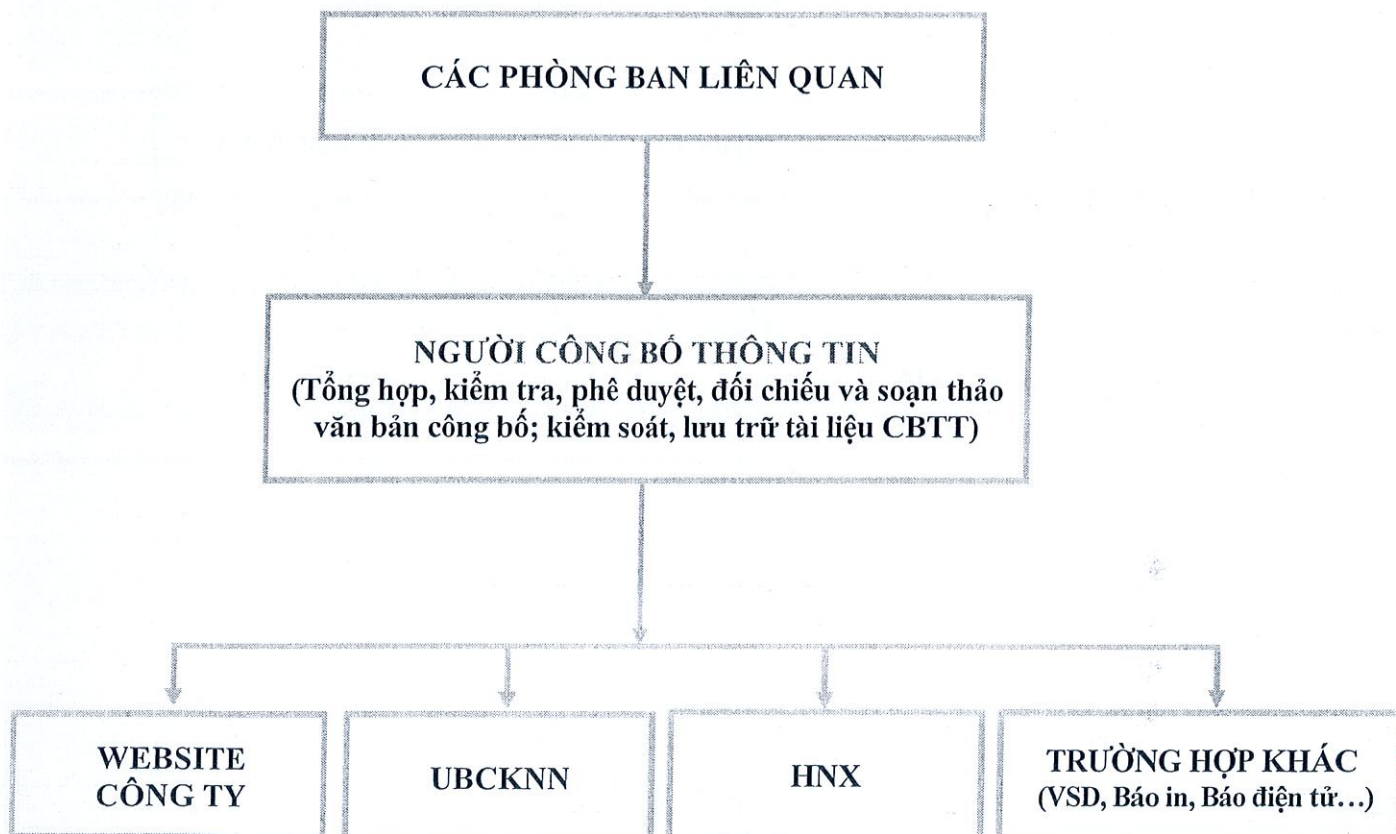 CÁC PHÒNG BAN LIÊN QUAN
NGƯỜI CÔNG BỐ THÔNG TIN
(Tổng hợp, kiểm tra, phê duyệt, đối chiếu và soạn thảo
văn bản công bố; kiểm soát, lưu trữ tài liệu CBTT)
WEBSITE
CÔNG TY
UBCKNN
HNX
TRƯỜNG HỢP KHÁC
(VSD, Báo in, Báo điện tử...)